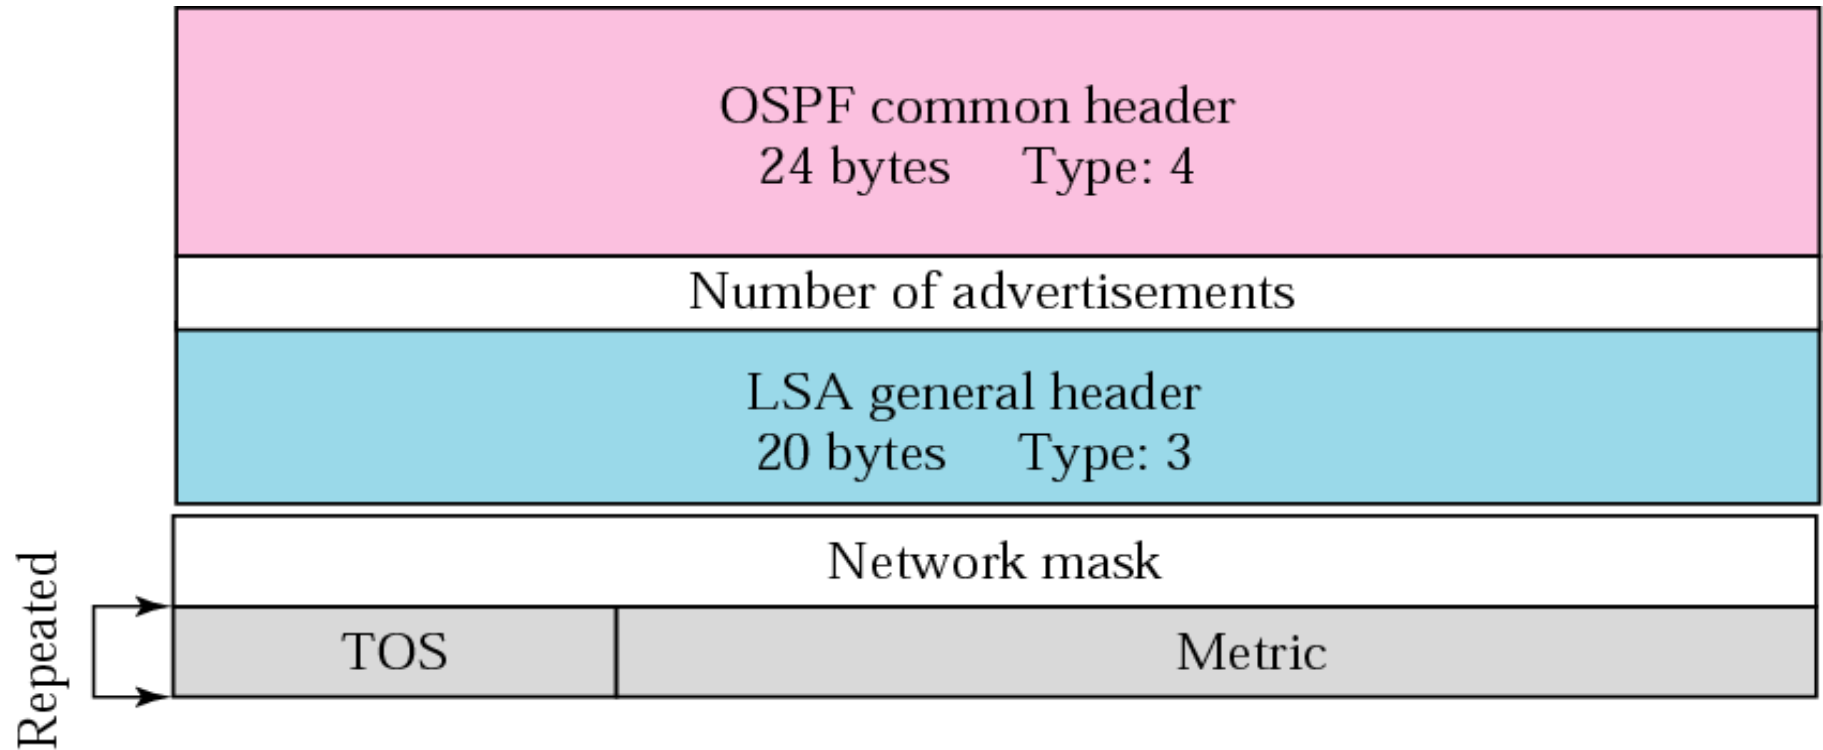 OSPF common header
24 bytes Type: 4
Number of advertisements
LSA general header
20 bytes Type: 3
Network mask
Repeated
TOS
Metric